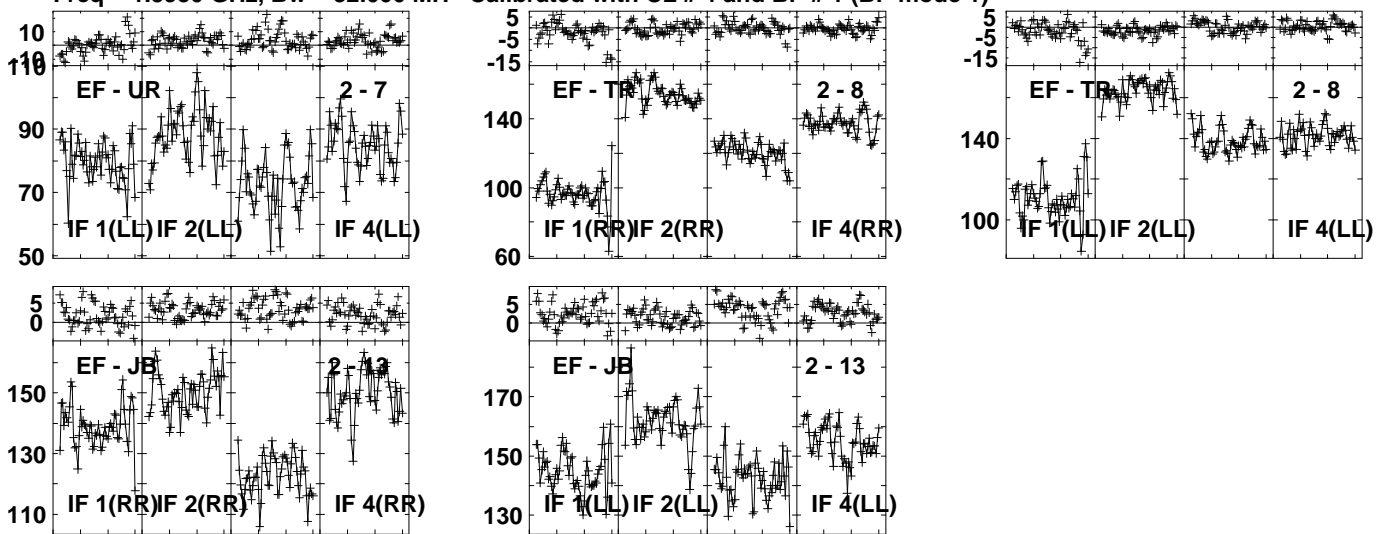 Calibrated with CL # 4 and BP # 1 (BP mode 1)
10
-10
110
90
70
50
EF - UR
2 - 7
IF 1(LL)
IF 2(LL)
IF 4(LL)
5
-5
-15
140
100
60
EF - TR
2 - 8
IF 1(RR)
IF 2(RR)
IF 4(RR)
5
-5
-15
140
100
EF - TR
2 - 8
IF 1(LL)
IF 2(LL)
IF 4(LL)
5
0
150
130
110
EF - JB
2 - 13
IF 1(RR)
IF 2(RR)
IF 4(RR)
5
0
170
150
130
EF - JB
2 - 13
IF 1(LL)
IF 2(LL)
IF 4(LL)